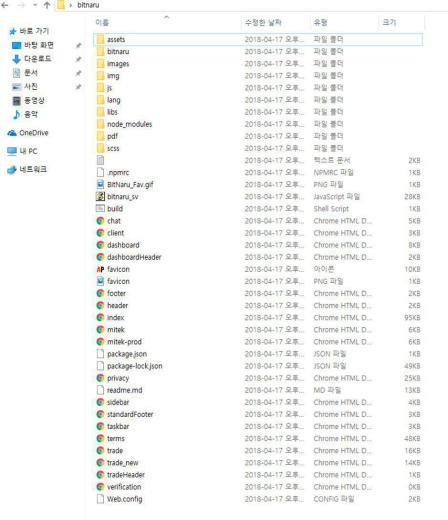 bitnaru
이름 수정한 날짜 유형 크기
바로 가기
바탕 화면
다운로드
문서
사진
동영상
음악
OneDrive
내 PC
네트워크
assets 2018-04-17 오후... 파일 폴더
bitnaru 2018-04-17 오후... 파일 폴더
images 2018-04-17 오후... 파일 폴더
img 2018-04-17 오후... 파일 폴더
js 2018-04-17 오후... 파일 폴더
lang 2018-04-17 오후... 파일 폴더
libs 2018-04-17 오후... 파일 폴더
node_modules 2018-04-17 오후... 파일 폴더
pdf 2018-04-17 오후... 파일 폴더
scss 2018-04-17 오후... 파일 폴더
2018-04-17 오후... 텍스트 문서 2KB
.npmrc 2018-04-17 오후... NPMRC 파일 1KB
BitNaru_Fav.gif 2018-04-17 오후... PNG 파일 1KB
bitnaru_sv 2018-04-17 오후... JavaScript 파일 28KB
build 2018-04-17 오후... Shell Script 1KB
chat 2018-04-17 오후... Chrome HTML D... 5KB
client 2018-04-17 오후... Chrome HTML D... 3KB
dashboard 2018-04-17 오후... Chrome HTML D... 8KB
dashboardHeader 2018-04-17 오후... Chrome HTML D... 2KB
favicon 2018-04-17 오후... 아이콘 10KB
favicon 2018-04-17 오후... PNG 파일 1KB
footer 2018-04-17 오후... Chrome HTML D... 2KB
header 2018-04-17 오후... Chrome HTML D... 2KB
index 2018-04-17 오후... Chrome HTML D... 95KB
mitek 2018-04-17 오후... Chrome HTML D... 6KB
mitek-prod 2018-04-17 오후... Chrome HTML D... 6KB
package.json 2018-04-17 오후... JSON 파일 1KB
package-lock.json 2018-04-17 오후... JSON 파일 49KB
privacy 2018-04-17 오후... Chrome HTML D... 25KB
readme.md 2018-04-17 오후... MD 파일 13KB
sidebar 2018-04-17 오후... Chrome HTML D... 4KB
standardFooter 2018-04-17 오후... Chrome HTML D... 3KB
taskbar 2018-04-17 오후... Chrome HTML D... 3KB
terms 2018-04-17 오후... Chrome HTML D... 48KB
trade 2018-04-17 오후... Chrome HTML D... 16KB
trade_new 2018-04-17 오후... Chrome HTML D... 14KB
tradeHeader 2018-04-17 오후... Chrome HTML D... 1KB
verification 2018-04-17 오후... Chrome HTML D... 0KB
Web.config 2018-04-17 오후... CONFIG 파일 2KB